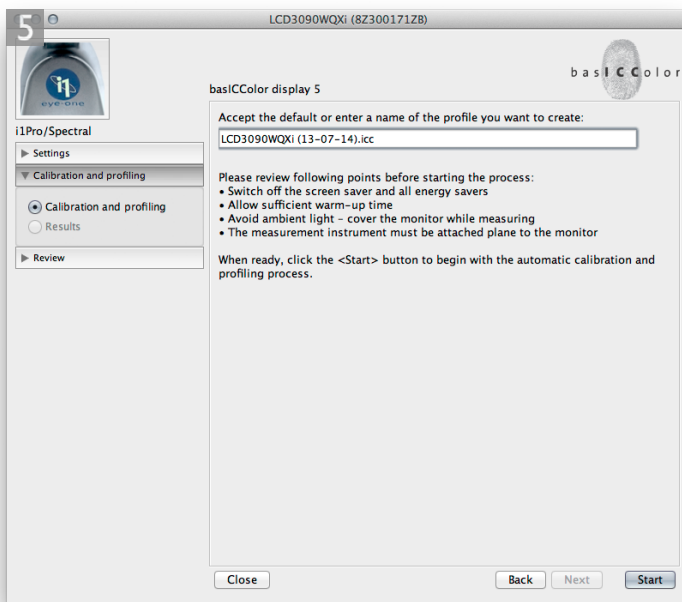 5
LCD3090WQXi (8Z300171ZB)
i1
eye-one
basICColor
basICColor display 5
i1Pro/Spectral
Settings
Calibration and profiling
Calibration and profiling
Results
Review
Accept the default or enter a name of the profile you want to create:
LCD3090WQXi (13-07-14).icc
Please review following points before starting the process:
• Switch off the screen saver and all energy savers
• Allow sufficient warm-up time
• Avoid ambient light – cover the monitor while measuring
• The measurement instrument must be attached plane to the monitor
When ready, click the <Start> button to begin with the automatic calibration and
profiling process.
Close
Back
Next
Start